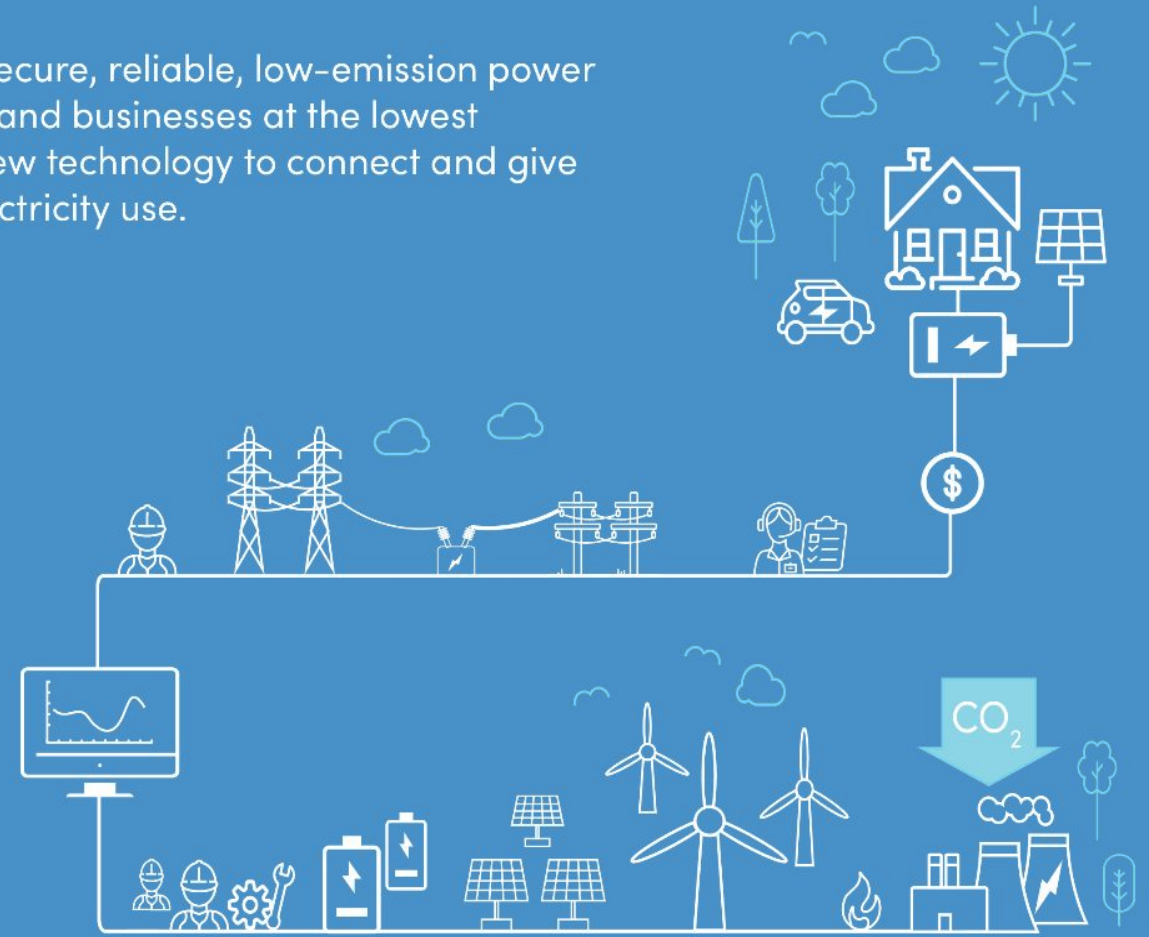 ecure, reliable, low-emission power
and businesses at the lowest
ew technology to connect and give
ctricity use.
$
CO2